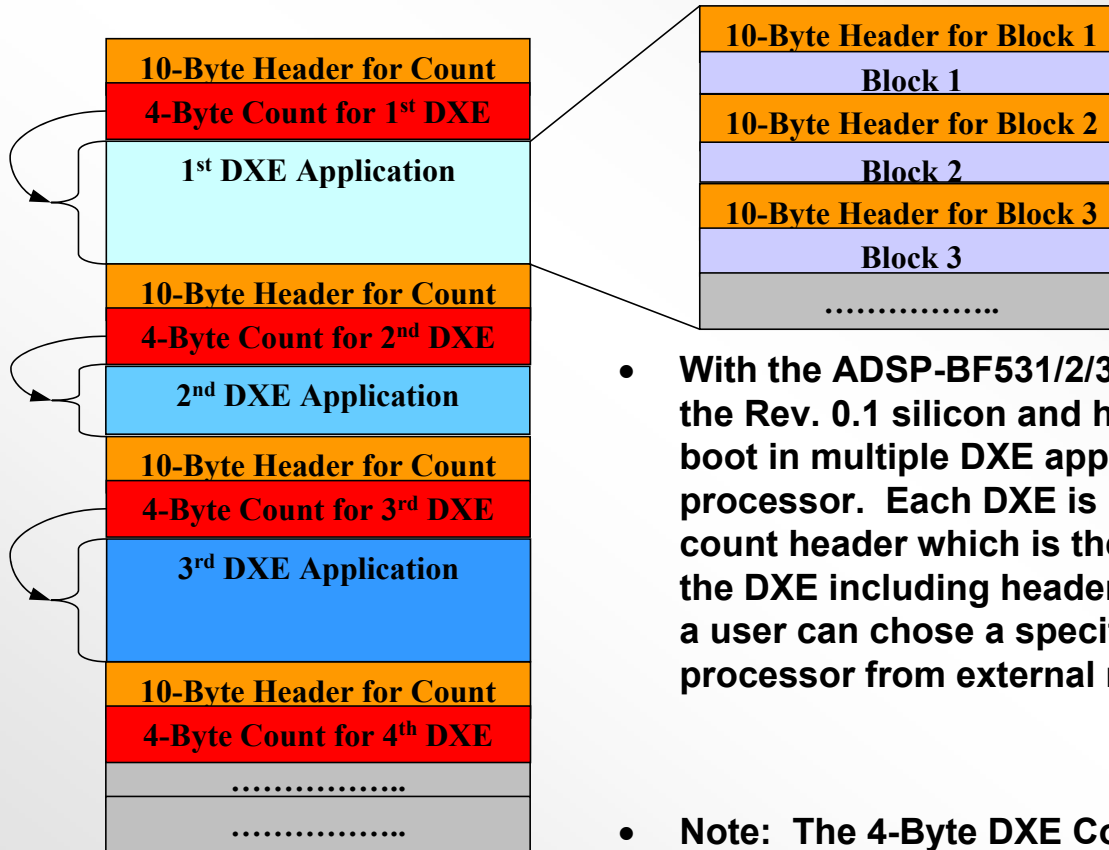 10-Byte Header for Count
4-Byte Count for 1st DXE
1st DXE Application
10-Byte Header for Count
4-Byte Count for 2nd DXE
2nd DXE Application
10-Byte Header for Count
4-Byte Count for 3rd DXE
3rd DXE Application
10-Byte Header for Count
4-Byte Count for 4th DXE
……………..
……………..
10-Byte Header for Block 1
Block 1
10-Byte Header for Block 2
Block 2
10-Byte Header for Block 3
Block 3
……………..
• With the ADSP-BF531/2/3
the Rev. 0.1 silicon and
boot in multiple DXE
processor. Each DXE is
count header which is
the DXE including
a user can chose a
processor from external
• Note: The 4-Byte DXE